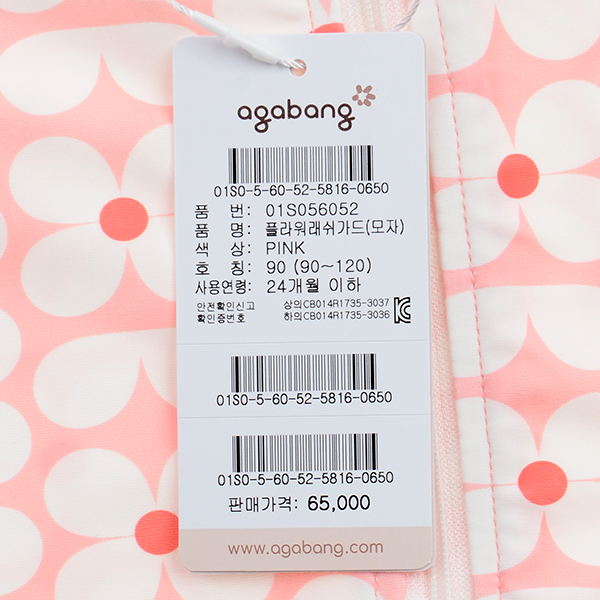 agabang
01S0-5-60-52-5816-0650
품 번: 01S056052
품 명: 플라워래쉬가드(모자)
색 상: PINK
호 칭: 90 (90~120)
사용연령: 24개월 이하
안전확인신고 상의CB014R1735-3037
확인증번호 하의CB014R1735-3036
01S0-5-60-52-5816-0650
01S0-5-60-52-5816-0650
판매가격: 65,000
www.agabang.com